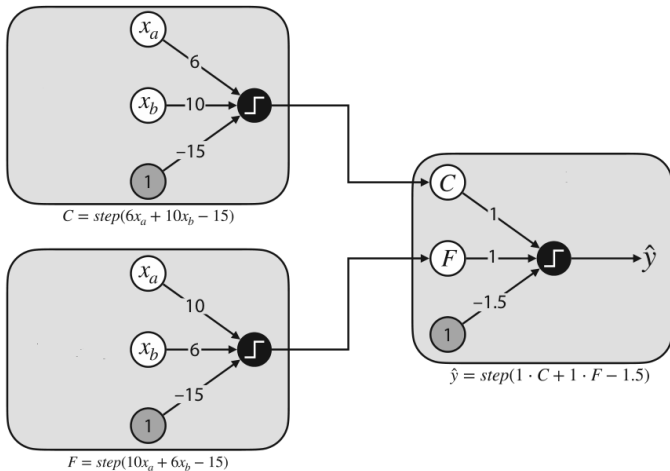 x_a
6
x_b
10
–15
1
C = step(6x_a + 10x_b − 15)
C
1
F
1
ŷ
–1.5
1
ŷ = step(1 · C + 1 · F − 1.5)
x_a
10
x_b
6
–15
1
F = step(10x_a + 6x_b − 15)